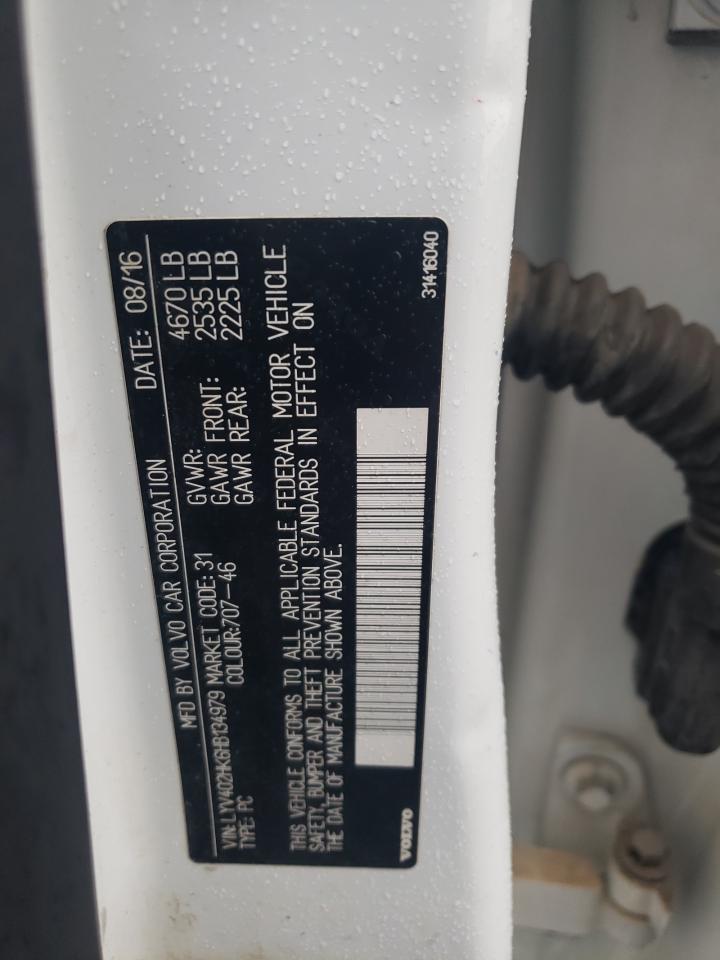 MFD BY VOLVO CAR CORPORATION DATE: 08/16
VIN: LYV402HK6HB134979 MARKET CODE: 31 GVWR: 4670 LB
TYPE: PC COLOUR:707-46 GAWR FRONT: 2535 LB
GAWR REAR: 2225 LB
THIS VEHICLE CONFORMS TO ALL APPLICABLE FEDERAL MOTOR VEHICLE
SAFETY, BUMPER AND THEFT PREVENTION STANDARDS IN EFFECT ON
THE DATE OF MANUFACTURE SHOWN ABOVE.
VOLVO 31416040